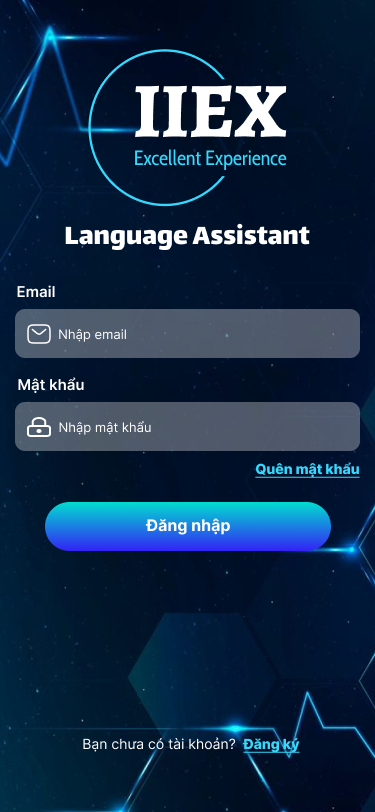 IIEX
Excellent Experience
Language Assistant
Email
Nhập email
Mật khẩu
Nhập mật khẩu
Quên mật khẩu
Đăng nhập
Bạn chưa có tài khoản? Đăng ký